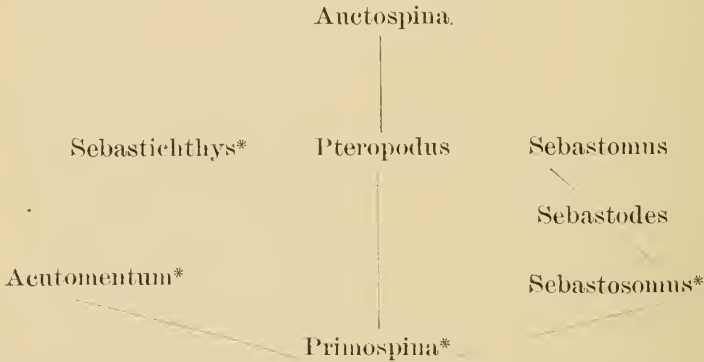 Auctospina.
Sebastichthys* Pteropodus Sebastomus
Sebastodes
Acutomentum* Sebastosomus*
Primospina*